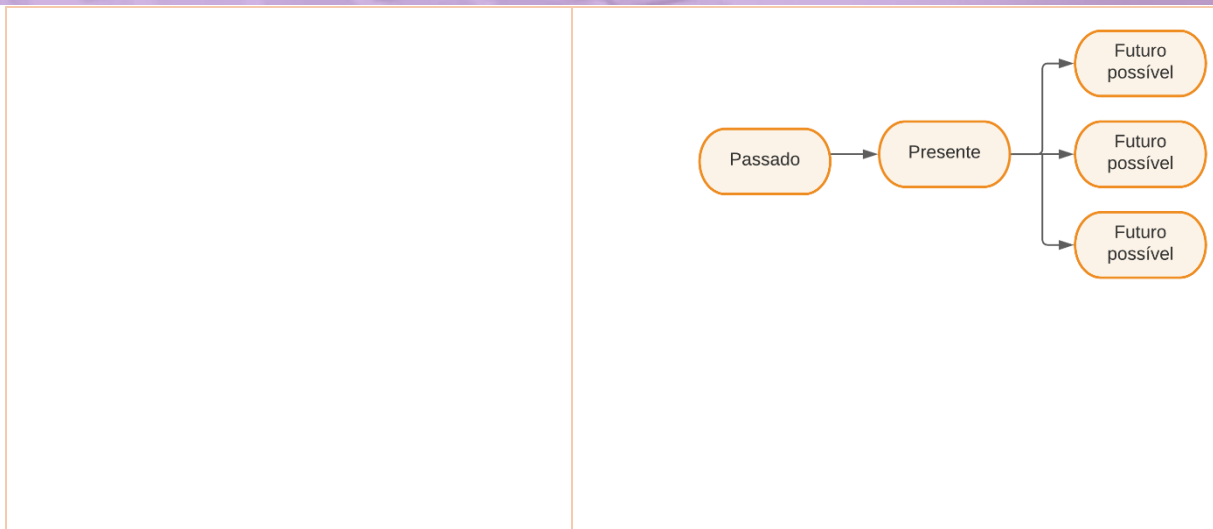 Passado
Presente
Futuro
possível
Futuro
possível
Futuro
possível